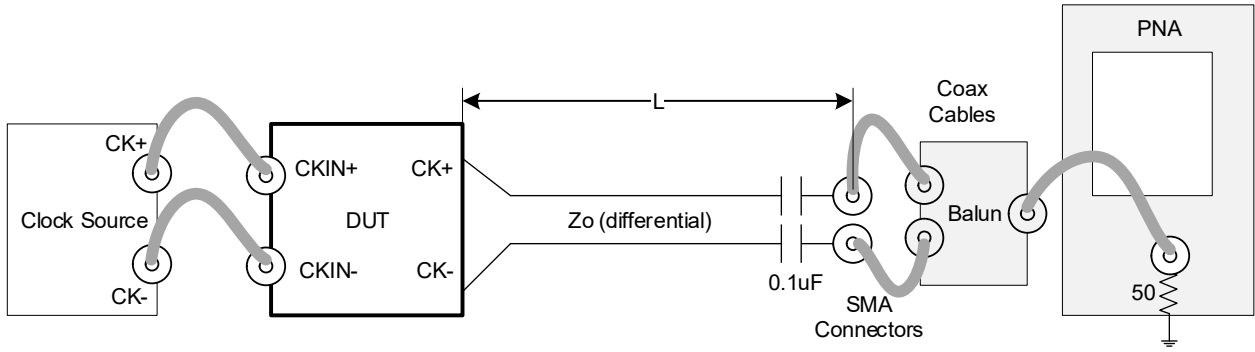 PNA
L
Coax
Cables
CK+
CKIN+
CK+
Clock Source
DUT
Zo (differential)
Balun
CK-
CKIN-
CK-
0.1uF
SMA
Connectors
50